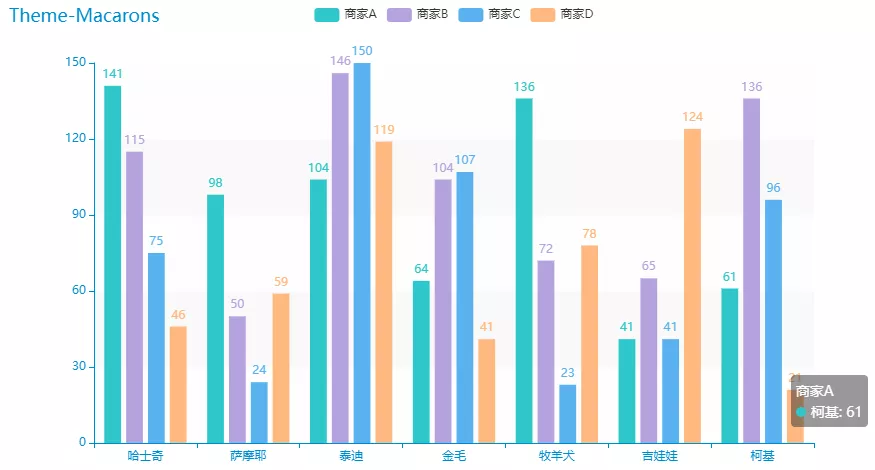 Theme-Macarons
商家A 商家B 商家C 商家D
150
120
90
60
30
0
141 115 75 46
98 50 24 59
104 146 150 119
64 104 107 41
136 72 23 78
41 65 41 124
61 136 96 21
哈士奇 萨摩耶 泰迪 金毛 牧羊犬 吉娃娃 柯基
商家A
柯基: 61